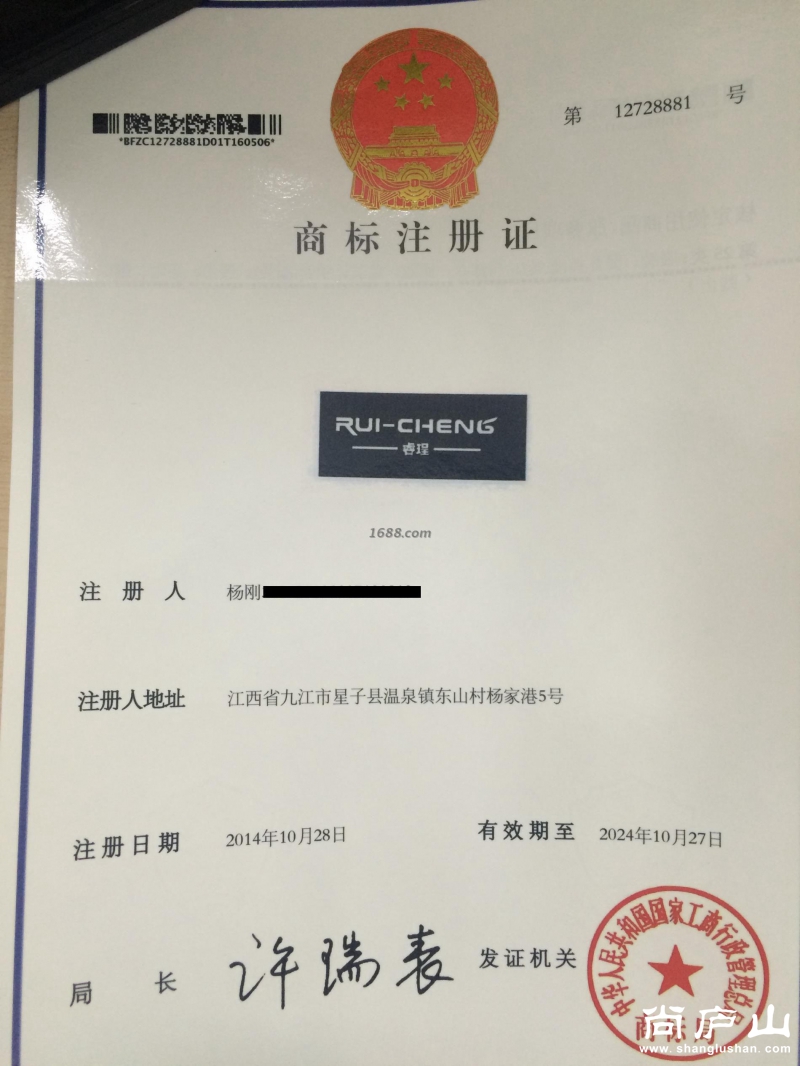 第 12728881 号
*BFZC12728881D01T160506*
商标注册证
RUI-CHENG
睿珵
1688.com
注册人 杨刚
注册人地址 江西省九江市星子县温泉镇东山村杨家港5号
注册日期 2014年10月28日 有效期至 2024年10月27日
局长 许瑞表 发证机关
中华人民共和国国家工商行政管理总局
商标局
尚庐山
www.shanglushan.com